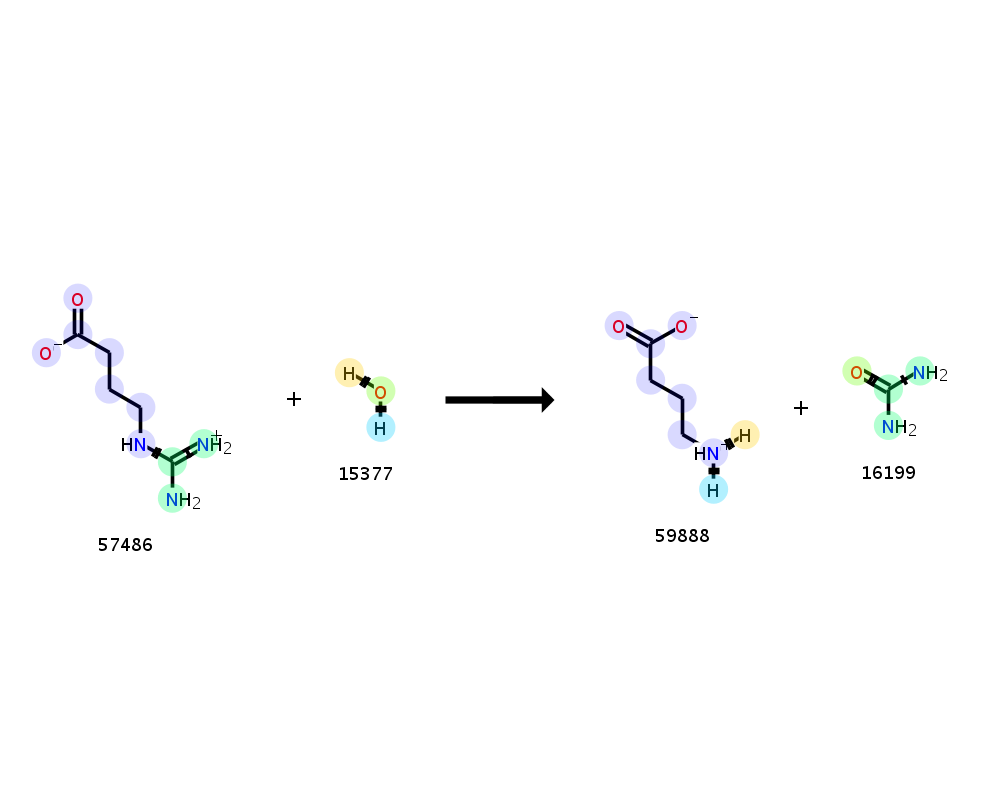 O
O−
HN
NH2+
NH2
57486
+
H
O
H
15377
+
O
O−
HN+
H
H
59888
O
NH2
NH2
16199